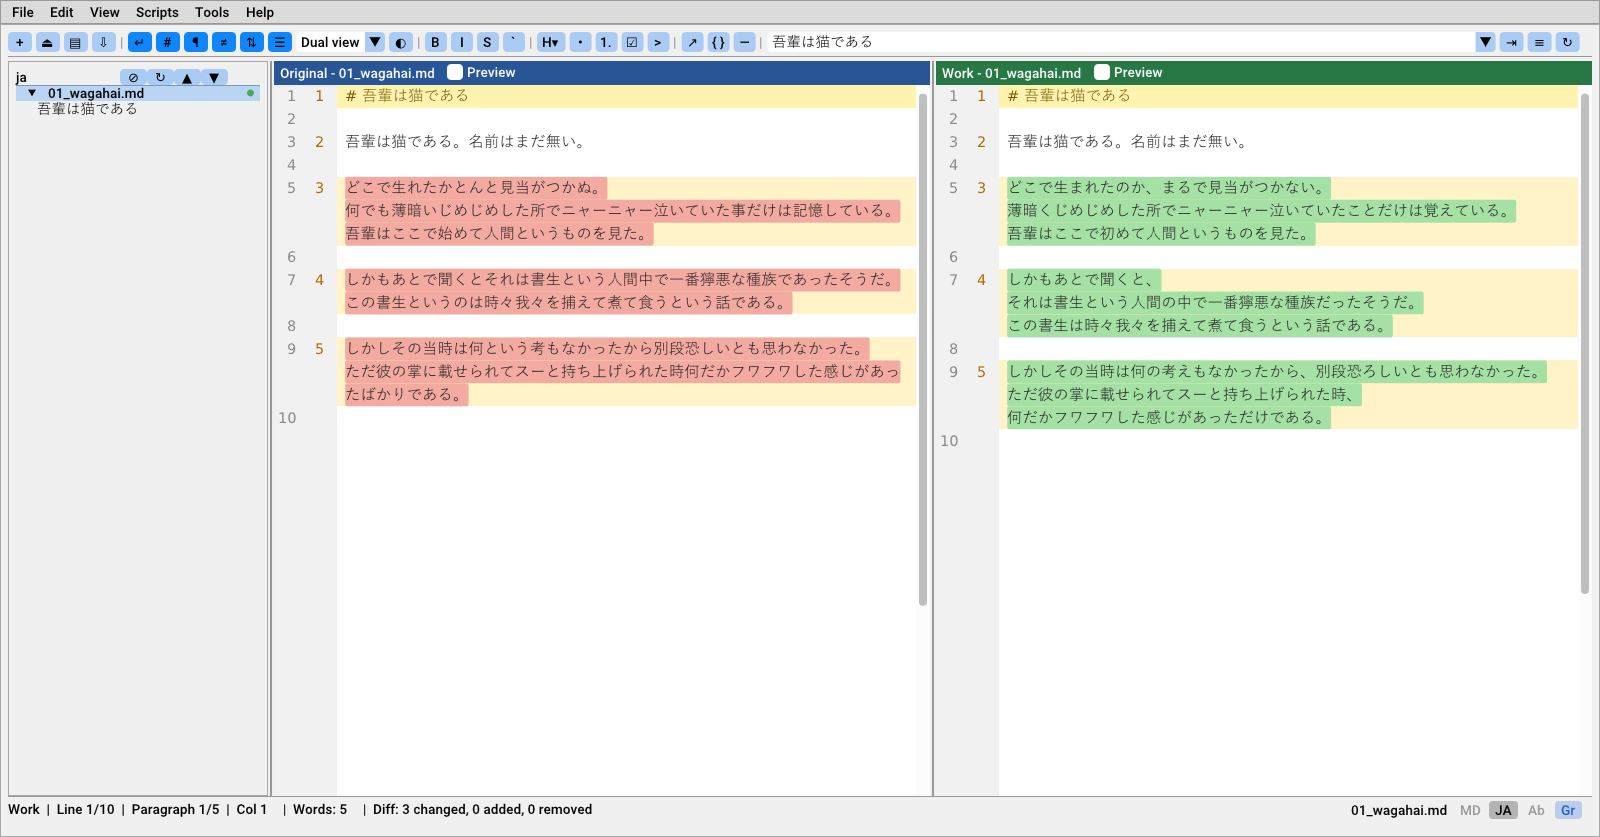 File Edit View Scripts Tools Help
+ ⏏ ▤ ⇩ | ↵ # ¶ ≠ ⇅ ☰ Dual view ▼ ◐ | B I S ` | H▾ • 1. ☑ > | ↗ {} — | 吾輩は猫である ▼ ⇥ ≡ ↻
ja ⊘ ↻ ▲ ▼
▼ 01_wagahai.md
吾輩は猫である
Original - 01_wagahai.md Preview
1 1 # 吾輩は猫である
2
3 2 吾輩は猫である。名前はまだ無い。
4
5 3 どこで生れたかとんと見当がつかぬ。
何でも薄暗いじめじめした所でニャーニャー泣いていた事だけは記憶している。
吾輩はここで始めて人間というものを見た。
6
7 4 しかもあとで聞くとそれは書生という人間中で一番獰悪な種族であったそうだ。
この書生というのは時々我々を捕えて煮て食うという話である。
8
9 5 しかしその当時は何という考もなかったから別段恐しいとも思わなかった。
ただ彼の掌に載せられてスーと持ち上げられた時何だかフワフワした感じがあっ
たばかりである。
10
Work - 01_wagahai.md Preview
1 1 # 吾輩は猫である
2
3 2 吾輩は猫である。名前はまだ無い。
4
5 3 どこで生まれたのか、まるで見当がつかない。
薄暗くじめじめした所でニャーニャー泣いていたことだけは覚えている。
吾輩はここで初めて人間というものを見た。
6
7 4 しかもあとで聞くと、
それは書生という人間の中で一番獰悪な種族だったそうだ。
この書生は時々我々を捕えて煮て食うという話である。
8
9 5 しかしその当時は何の考えもなかったから、別段恐ろしいとも思わなかった。
ただ彼の掌に載せられてスーと持ち上げられた時、
何だかフワフワした感じがあっただけである。
10
Work | Line 1/10 | Paragraph 1/5 | Col 1 | Words: 5 | Diff: 3 changed, 0 added, 0 removed
01_wagahai.md MD JA Ab Gr